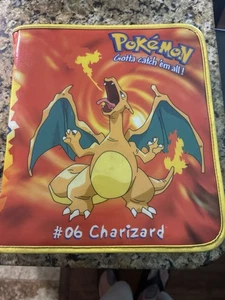 Pokémon
Gotta catch 'em all!
#06 Charizard